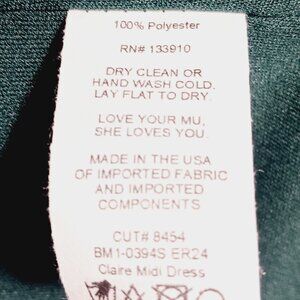 100% Polyester
RN# 133910
DRY CLEAN OR
HAND WASH COLD.
LAY FLAT TO DRY.
LOVE YOUR MU,
SHE LOVES YOU.
MADE IN THE USA
OF IMPORTED FABRIC
AND IMPORTED
COMPONENTS
CUT# 8454
BM1-0394S ER24
Claire Midi Dress